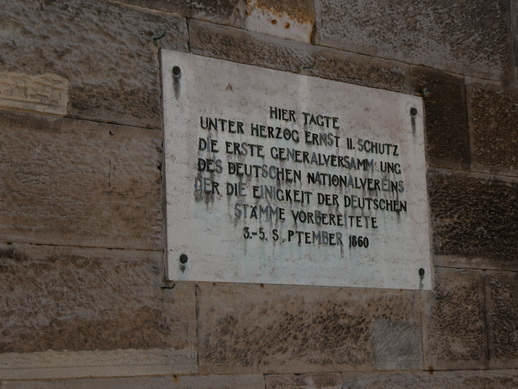 HIER TAGTE
UNTER HERZOG ERNST II. SCHUTZ
DIE ERSTE GENERALVERSAMMLUNG
DES DEUTSCHEN NATIONALVEREINS
DER DIE EINIGKEIT DER DEUTSCHEN
STÄMME VORBEREITETE
3.-5. S PTEMBER 1860